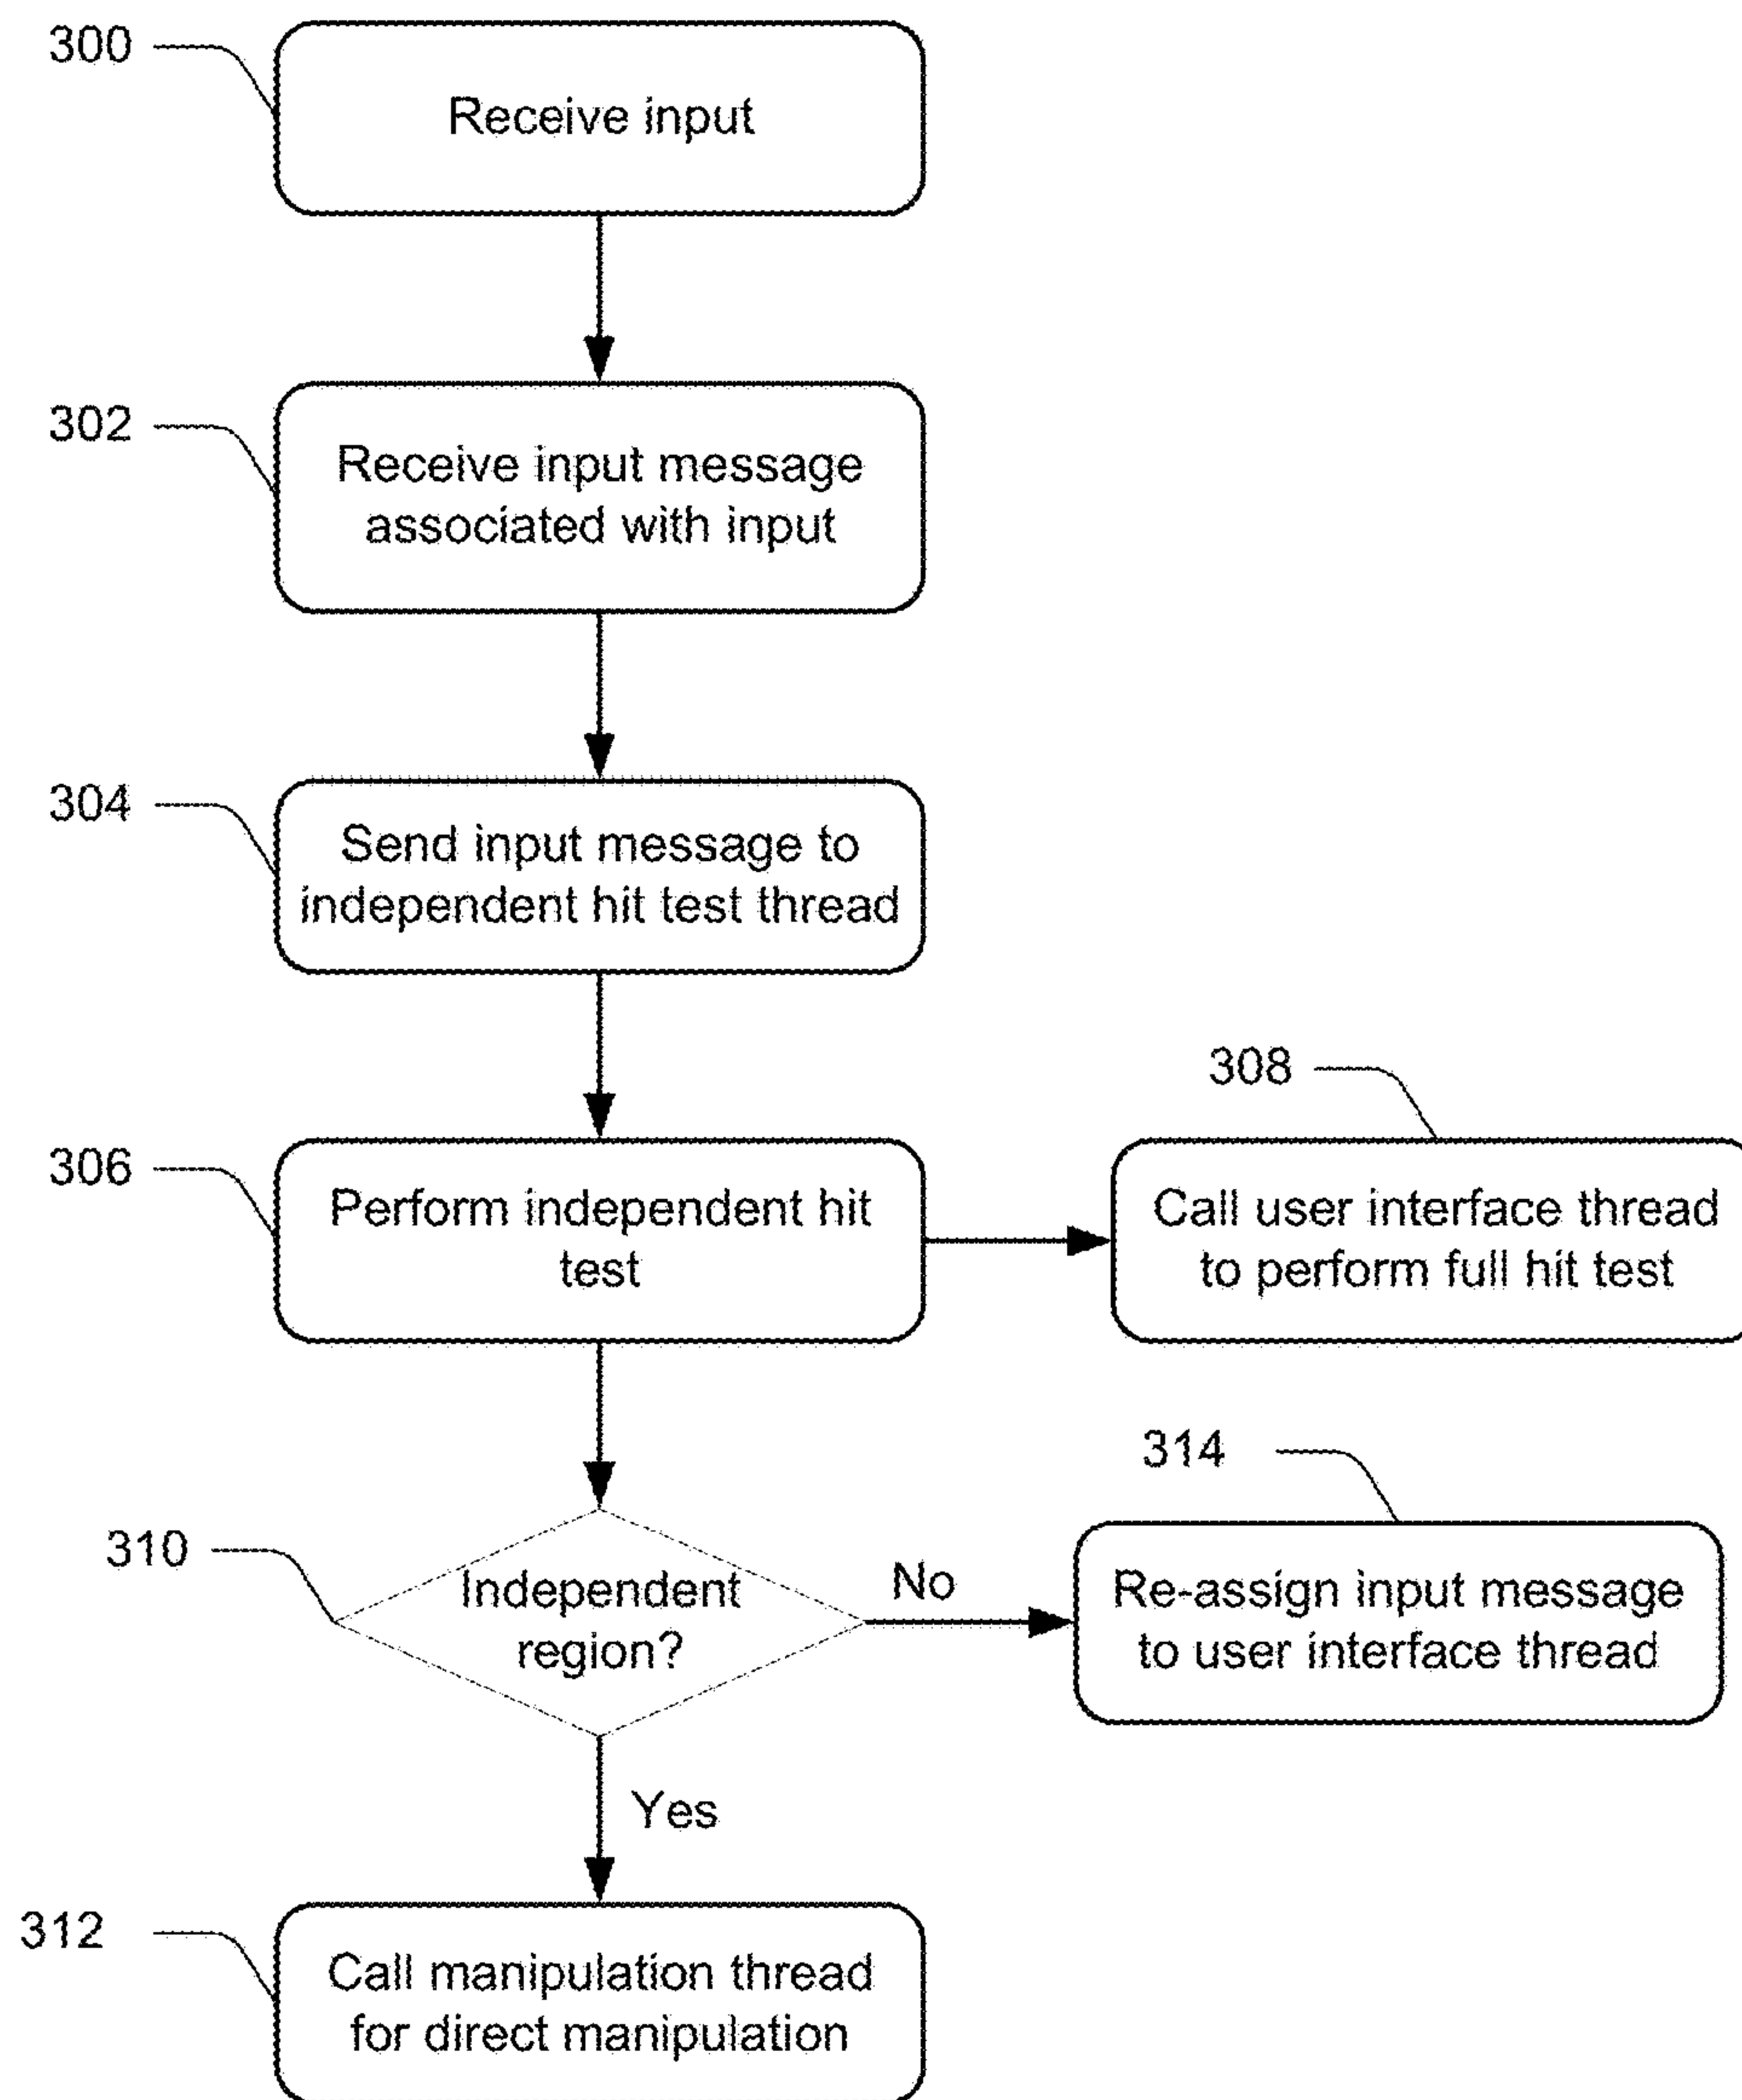 300
Receive input
302
Receive input message
associated with input
304
Send input message to
independent hit test thread
306
Perform independent hit
test
308
Call user interface thread
to perform full hit test
310
Independent
region?
No
314
Re-assign input message
to user interface thread
Yes
312
Call manipulation thread
for direct manipulation